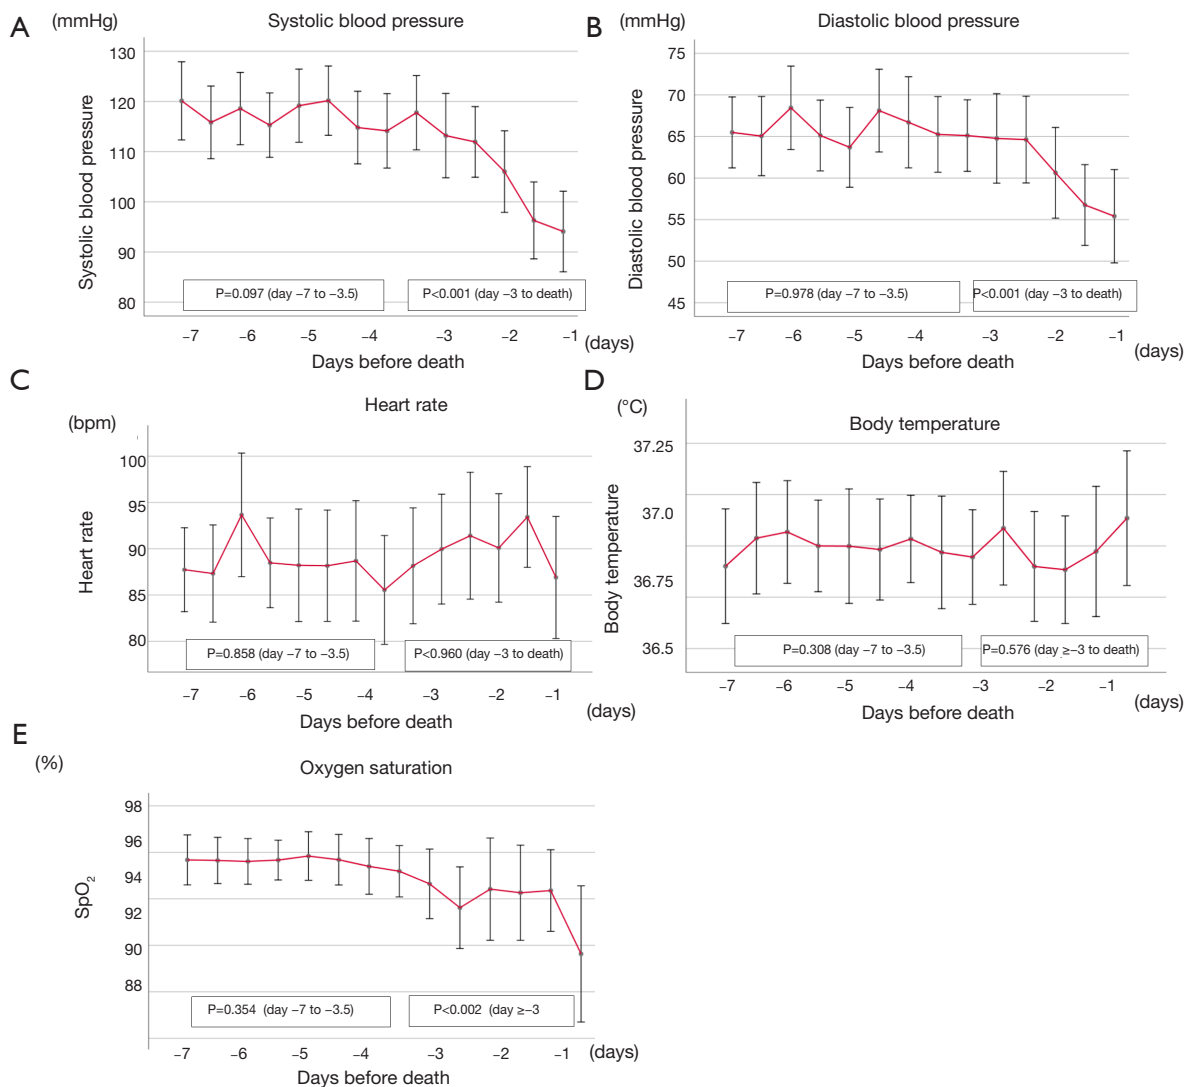 A
(mmHg)
Systolic blood pressure
Systolic blood pressure
130
120
110
100
90
80
P=0.097 (day −7 to −3.5)
P<0.001 (day −3 to death)
−7
−6
−5
−4
−3
−2
−1
(days)
Days before death
B
(mmHg)
Diastolic blood pressure
Diastolic blood pressure
75
70
65
60
55
50
45
P=0.978 (day −7 to −3.5)
P<0.001 (day −3 to death)
−7
−6
−5
−4
−3
−2
−1
(days)
Days before death
C
(bpm)
Heart rate
Heart rate
100
95
90
85
80
P=0.858 (day −7 to −3.5)
P<0.960 (day −3 to death)
−7
−6
−5
−4
−3
−2
−1
(days)
Days before death
D
(°C)
Body temperature
Body temperature
37.25
37.0
36.75
36.5
P=0.308 (day −7 to −3.5)
P=0.576 (day ≥−3 to death)
−7
−6
−5
−4
−3
−2
−1
(days)
Days before death
E
(%)
Oxygen saturation
SpO₂
98
96
94
92
90
88
P=0.354 (day −7 to −3.5)
P<0.002 (day ≥−3
−7
−6
−5
−4
−3
−2
−1
(days)
Days before death